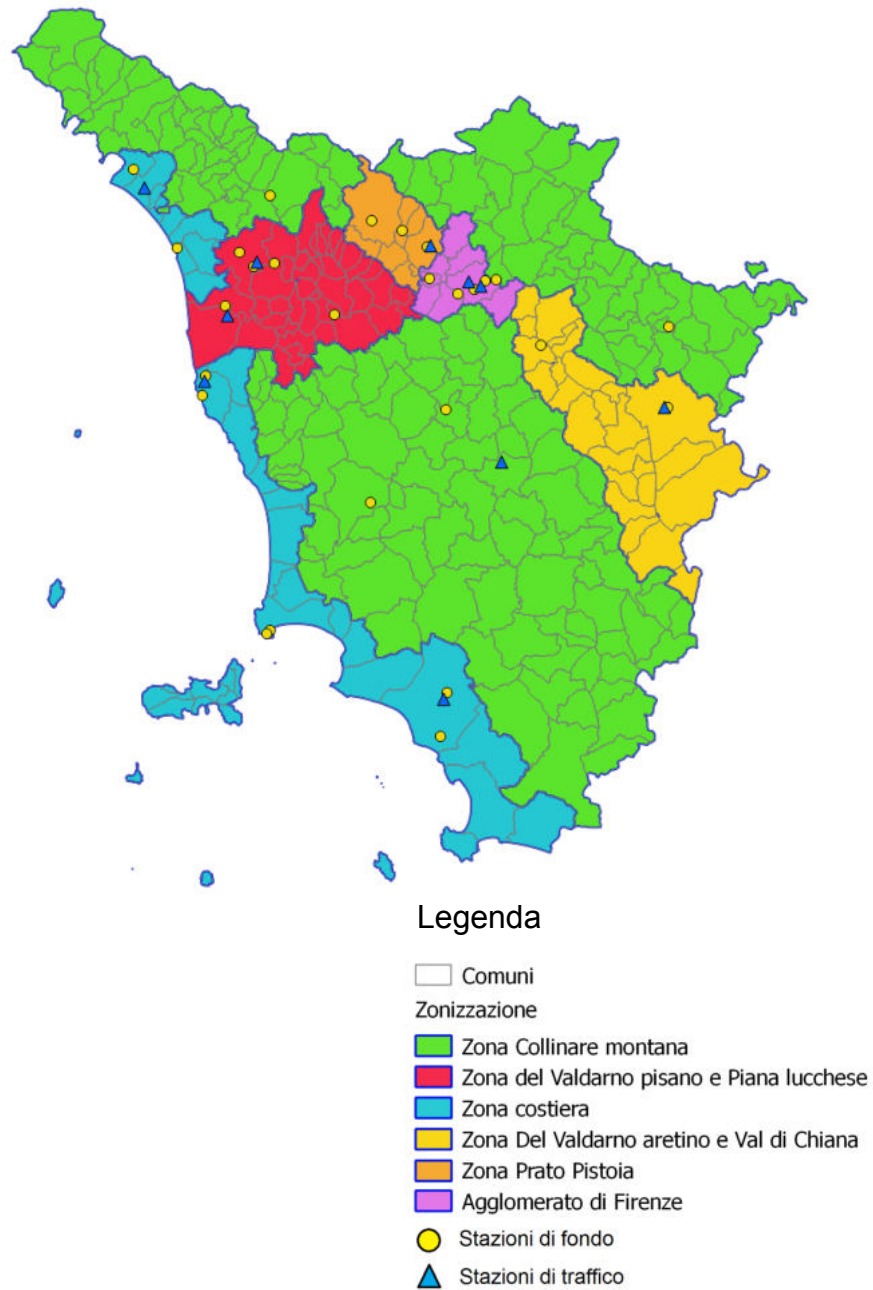 Legenda
Comuni
Zonizzazione
Zona Collinare montana
Zona del Valdarno pisano e Piana lucchese
Zona costiera
Zona Del Valdarno aretino e Val di Chiana
Zona Prato Pistoia
Agglomerato di Firenze
Stazioni di fondo
Stazioni di traffico